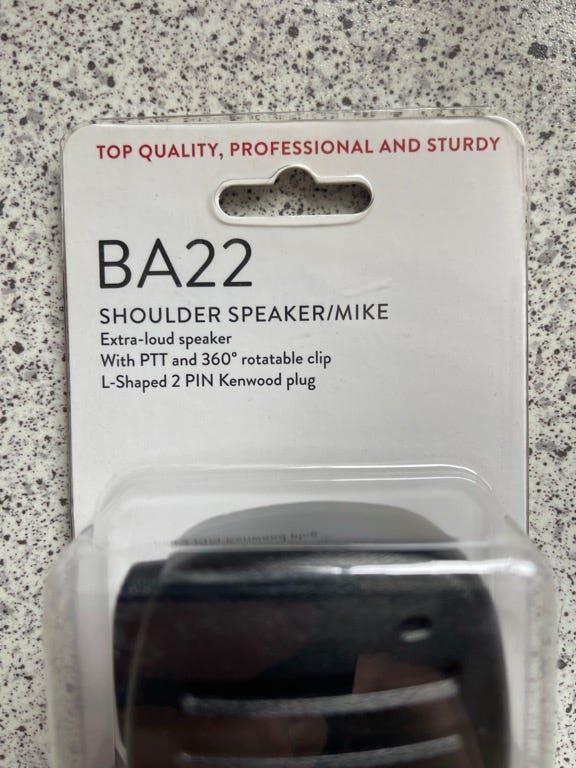 TOP QUALITY, PROFESSIONAL AND STURDY
BA22
SHOULDER SPEAKER/MIKE
Extra-loud speaker
With PTT and 360° rotatable clip
L-Shaped 2 PIN Kenwood plug